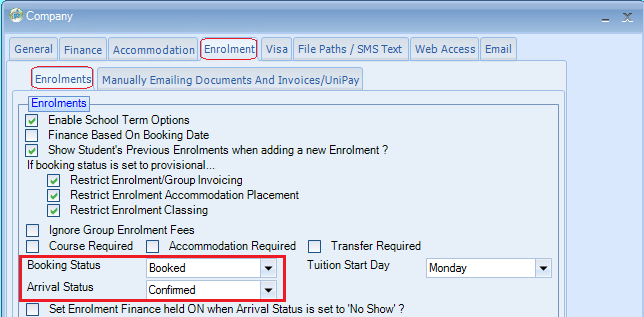 Company
General Finance Accommodation Enrolment Visa File Paths / SMS Text Web Access Email
Enrolments Manually Emailing Documents And Invoices/UniPay
Enrolments
Enable School Term Options
Finance Based On Booking Date
Show Student's Previous Enrolments when adding a new Enrolment ?
If booking status is set to provisional...
Restrict Enrolment/Group Invoicing
Restrict Enrolment Accommodation Placement
Restrict Enrolment Classing
Ignore Group Enrolment Fees
Course Required Accommodation Required Transfer Required
Booking Status Booked Tuition Start Day Monday
Arrival Status Confirmed
Set Enrolment Finance held ON when Arrival Status is set to 'No Show' ?